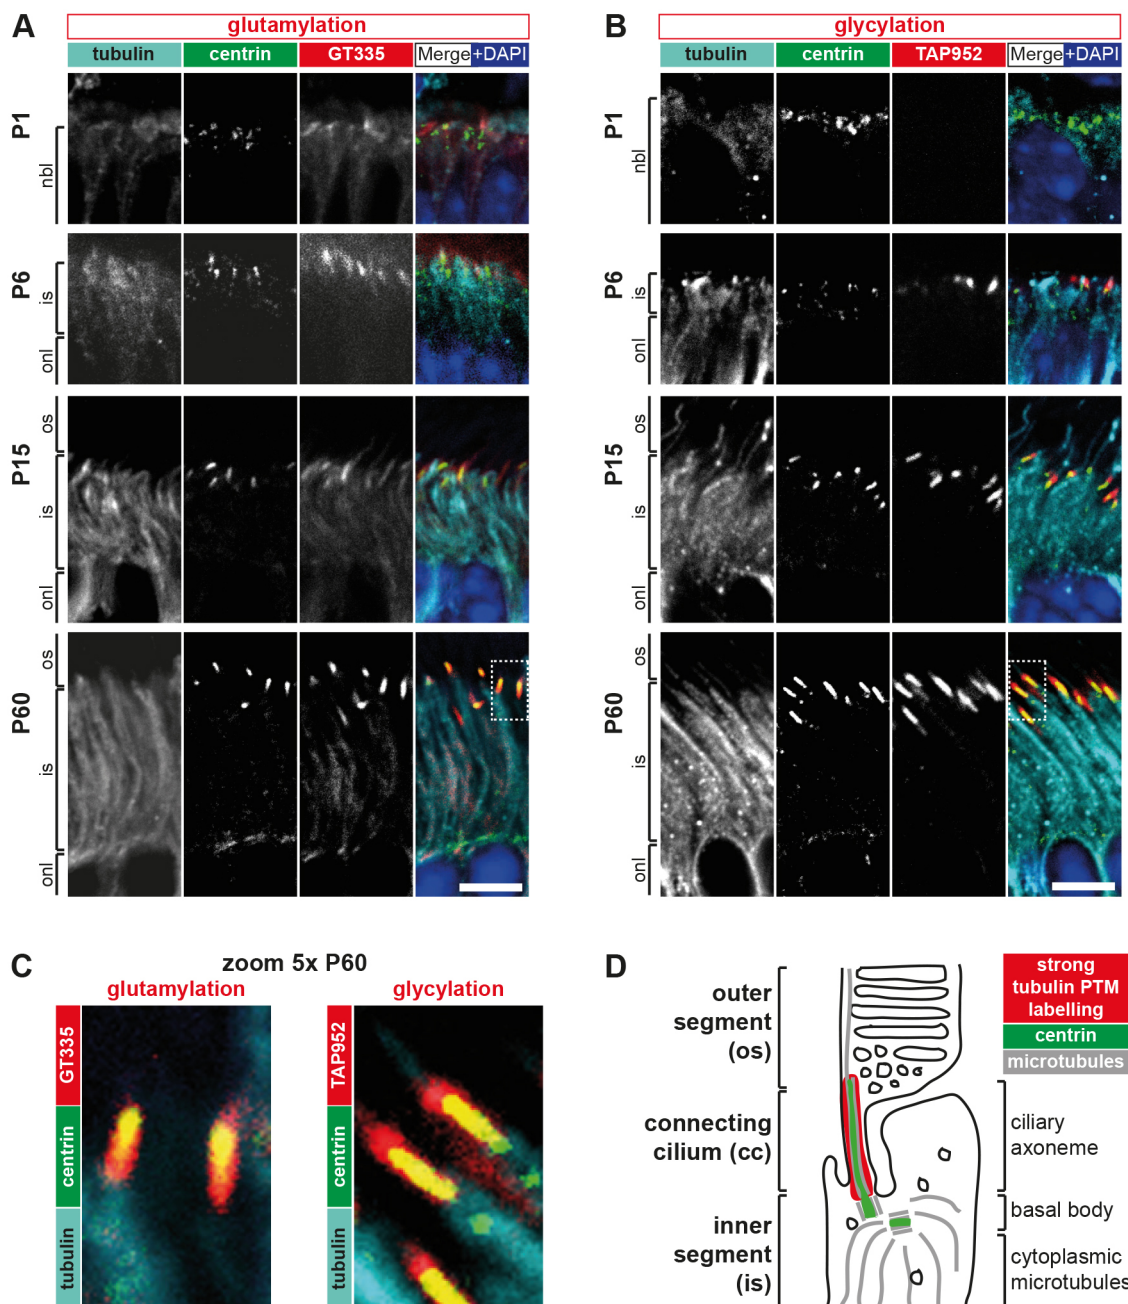 A
glutamylation
tubulin centrin GT335 Merge +DAPI
P1
nbl
P6
is
onl
P15
os
is
onl
P60
os
is
onl
B
glycylation
tubulin centrin TAP952 Merge +DAPI
P1
nbl
P6
is
onl
P15
os
is
onl
P60
os
is
onl
C
zoom 5x P60
glutamylation
GT335
centrin
tubulin
glycylation
TAP952
centrin
tubulin
D
outer
segment
(os)
connecting
cilium (cc)
inner
segment
(is)
strong
tubulin PTM
labelling
centrin
microtubules
ciliary
axoneme
basal body
cytoplasmic
microtubules